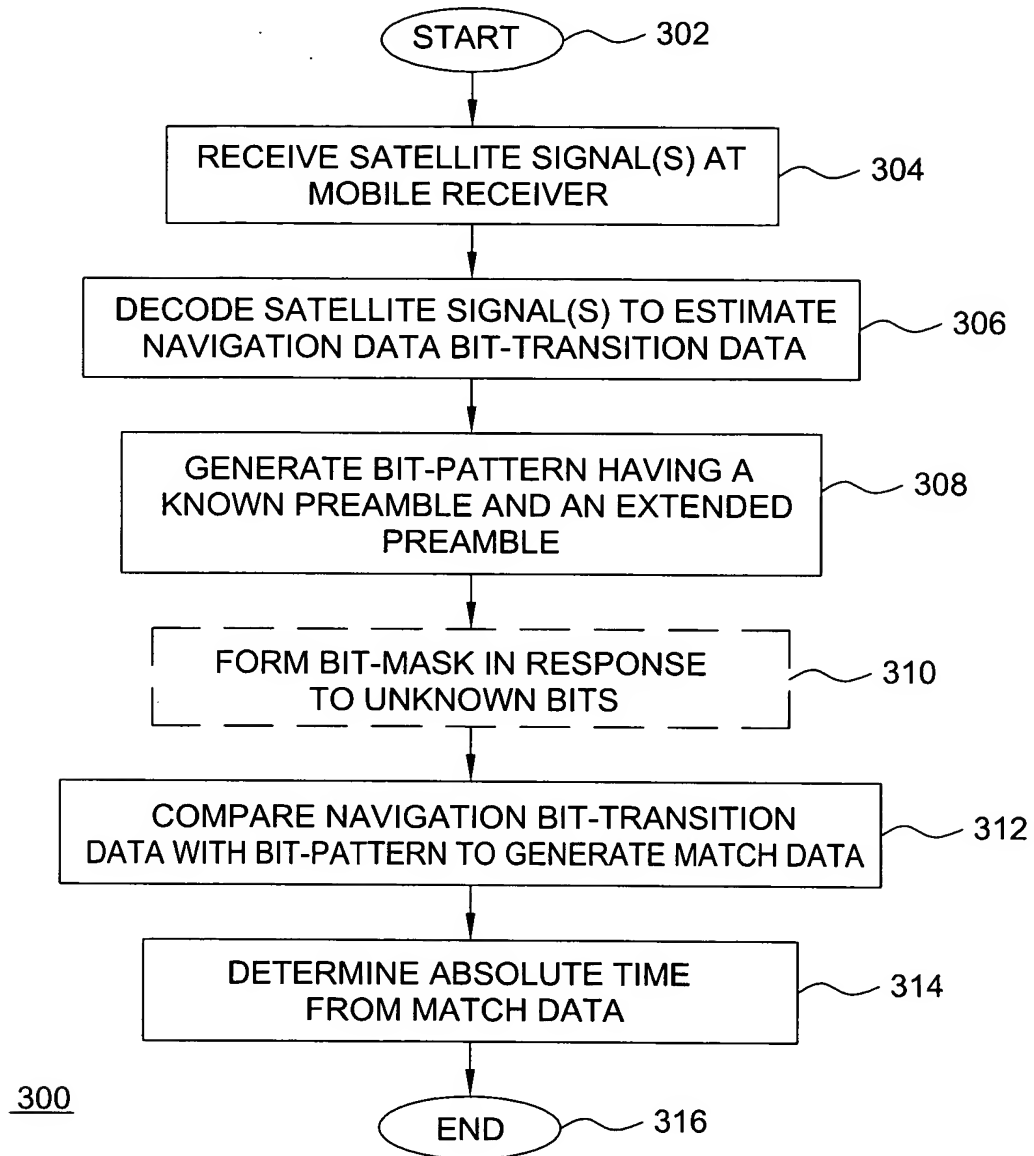 START
302
RECEIVE SATELLITE SIGNAL(S) AT
MOBILE RECEIVER
304
DECODE SATELLITE SIGNAL(S) TO ESTIMATE
NAVIGATION DATA BIT-TRANSITION DATA
306
GENERATE BIT-PATTERN HAVING A
KNOWN PREAMBLE AND AN EXTENDED
PREAMBLE
308
FORM BIT-MASK IN RESPONSE
TO UNKNOWN BITS
310
COMPARE NAVIGATION BIT-TRANSITION
DATA WITH BIT-PATTERN TO GENERATE MATCH DATA
312
DETERMINE ABSOLUTE TIME
FROM MATCH DATA
314
300
END
316